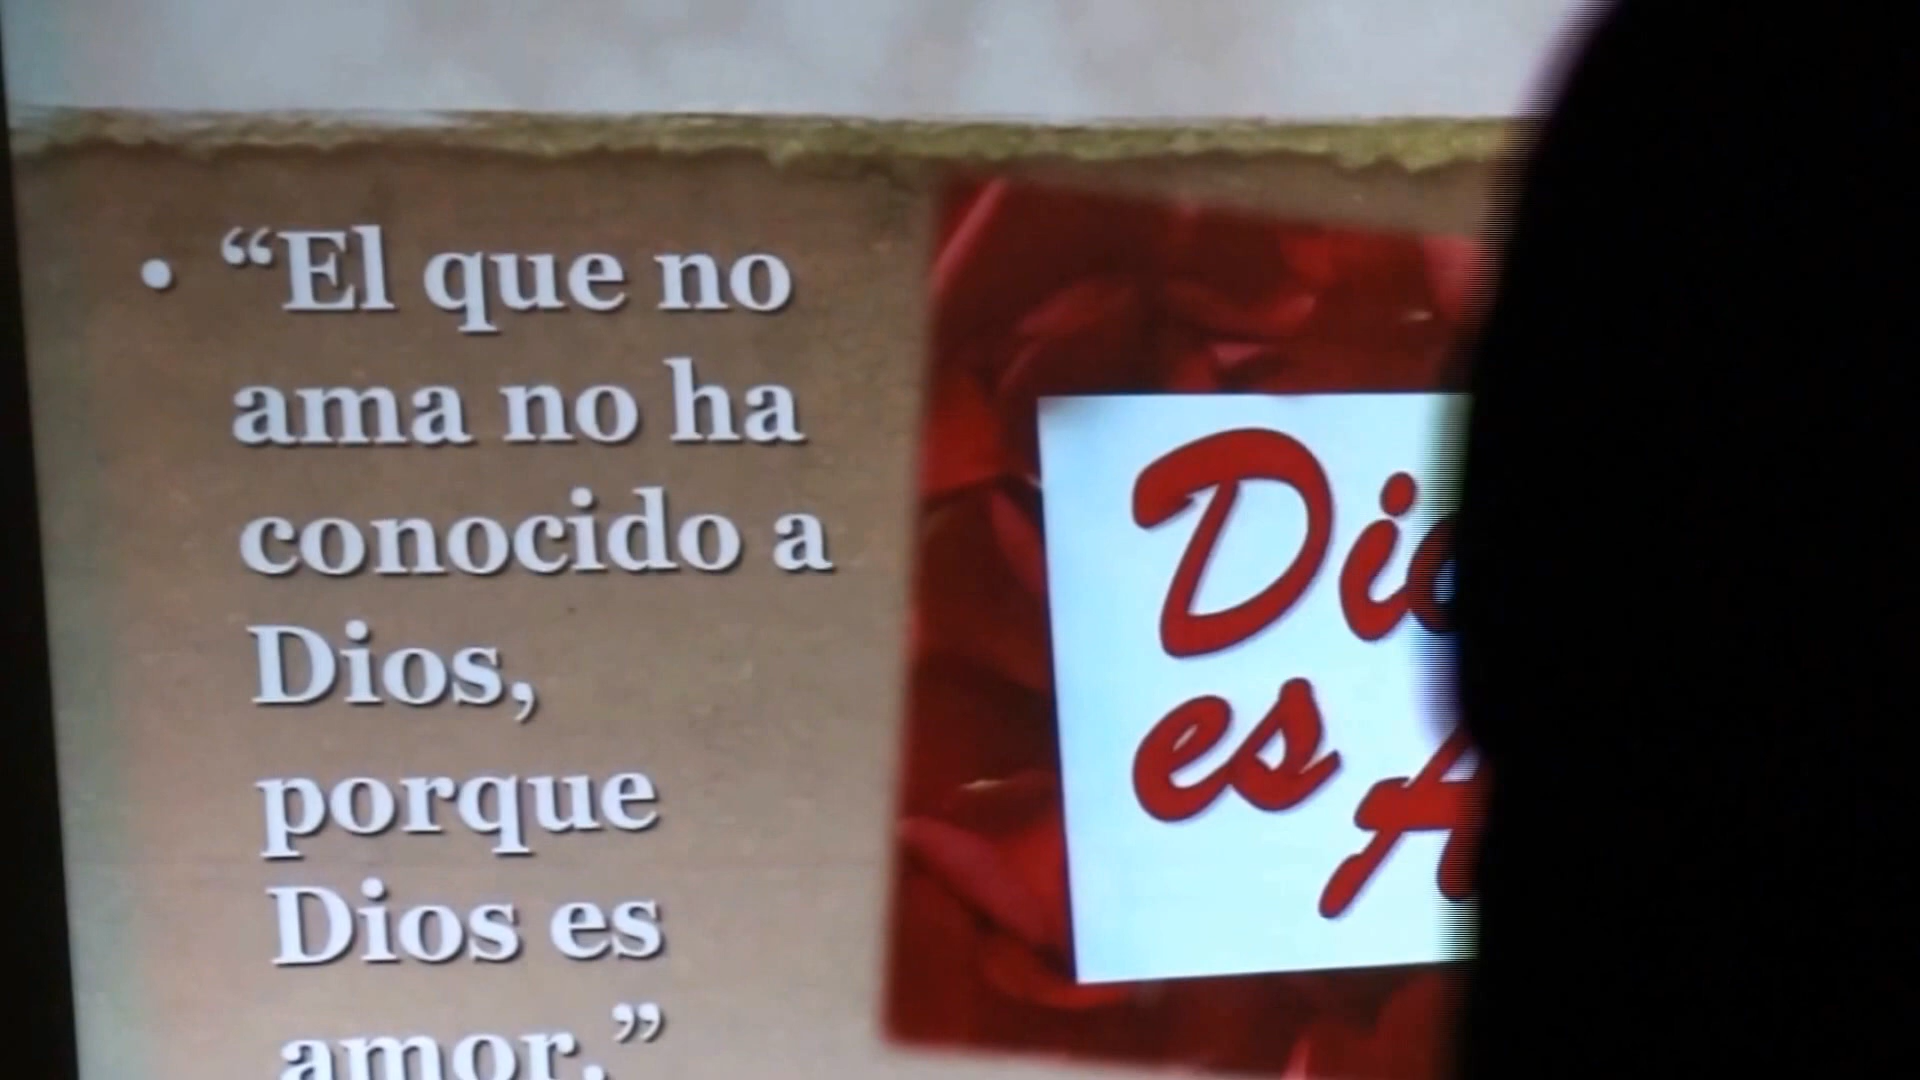 • “El que no
ama no ha
conocido a
Dios,
porque
Dios es
amor.”
es